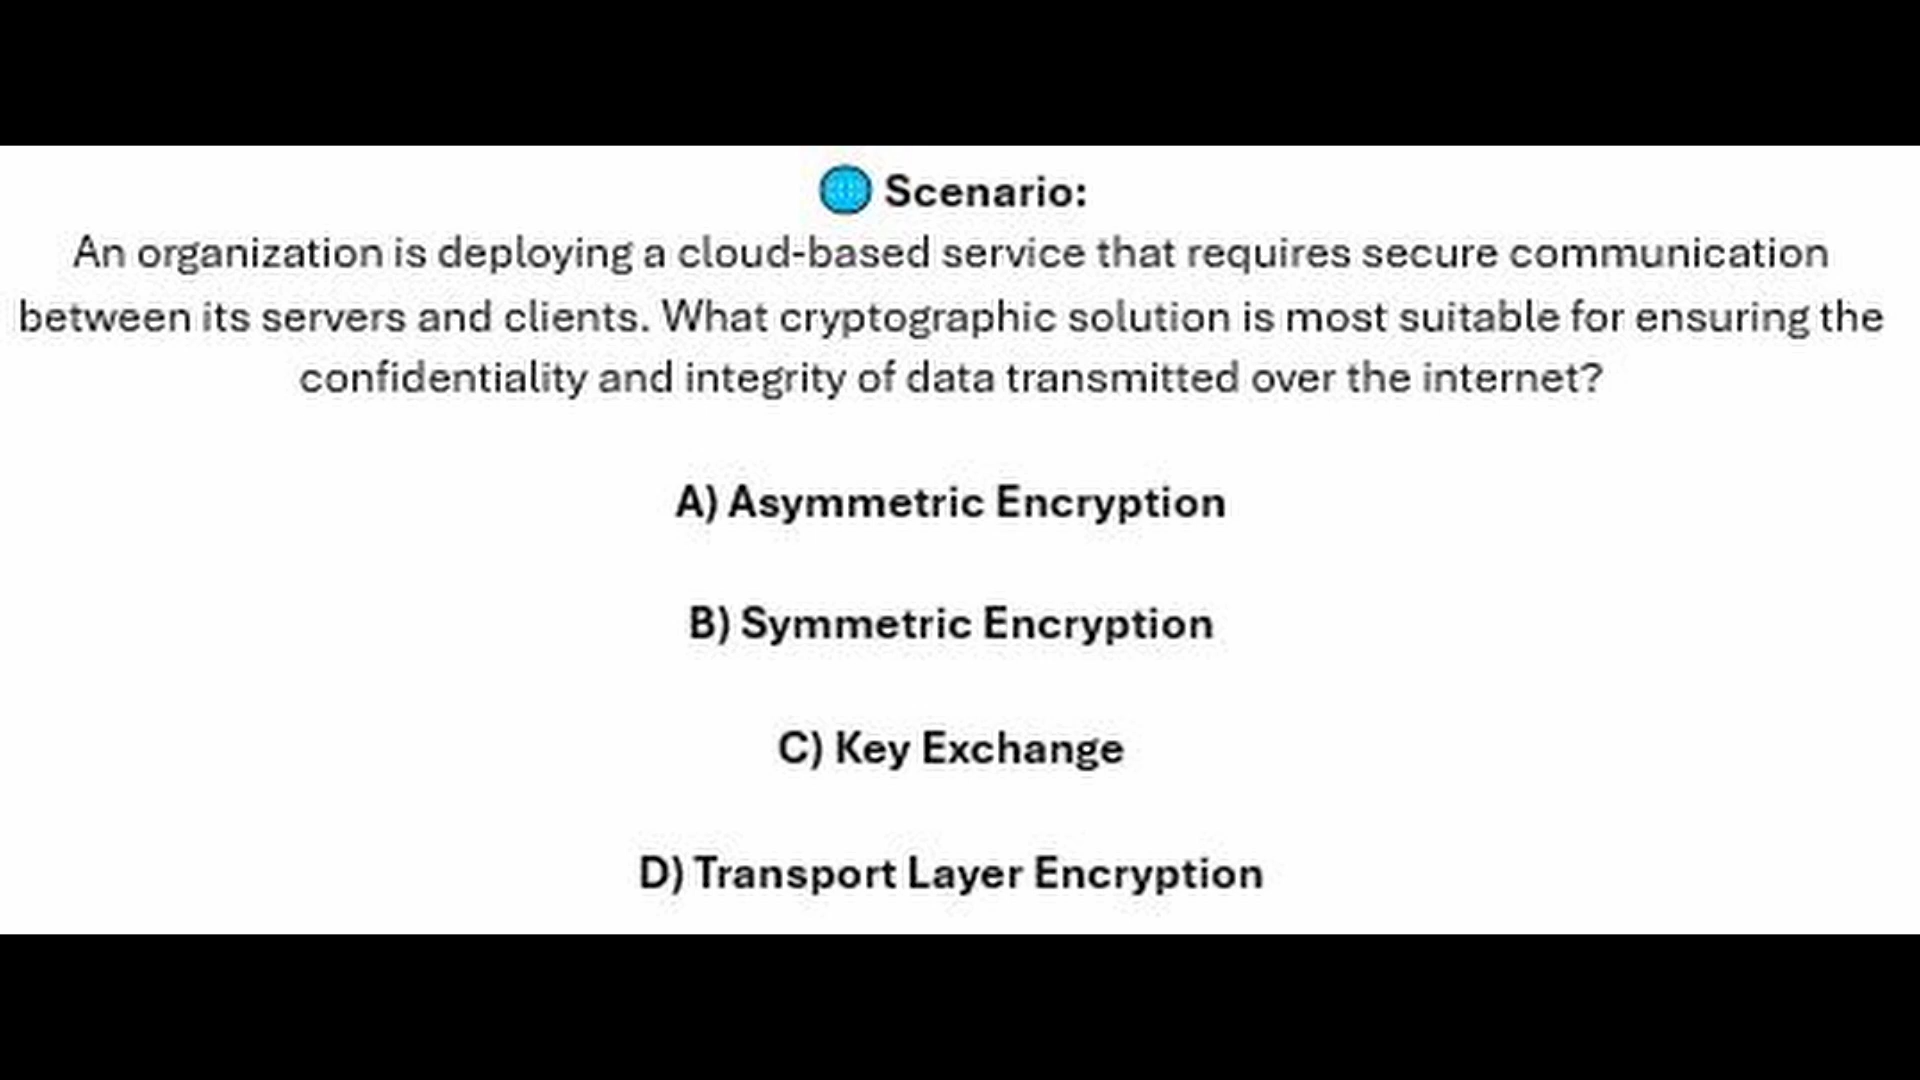 Scenario:
An organization is deploying a cloud-based service that requires secure communication
between its servers and clients. What cryptographic solution is most suitable for ensuring the
confidentiality and integrity of data transmitted over the internet?
A) Asymmetric Encryption
B) Symmetric Encryption
C) Key Exchange
D) Transport Layer Encryption